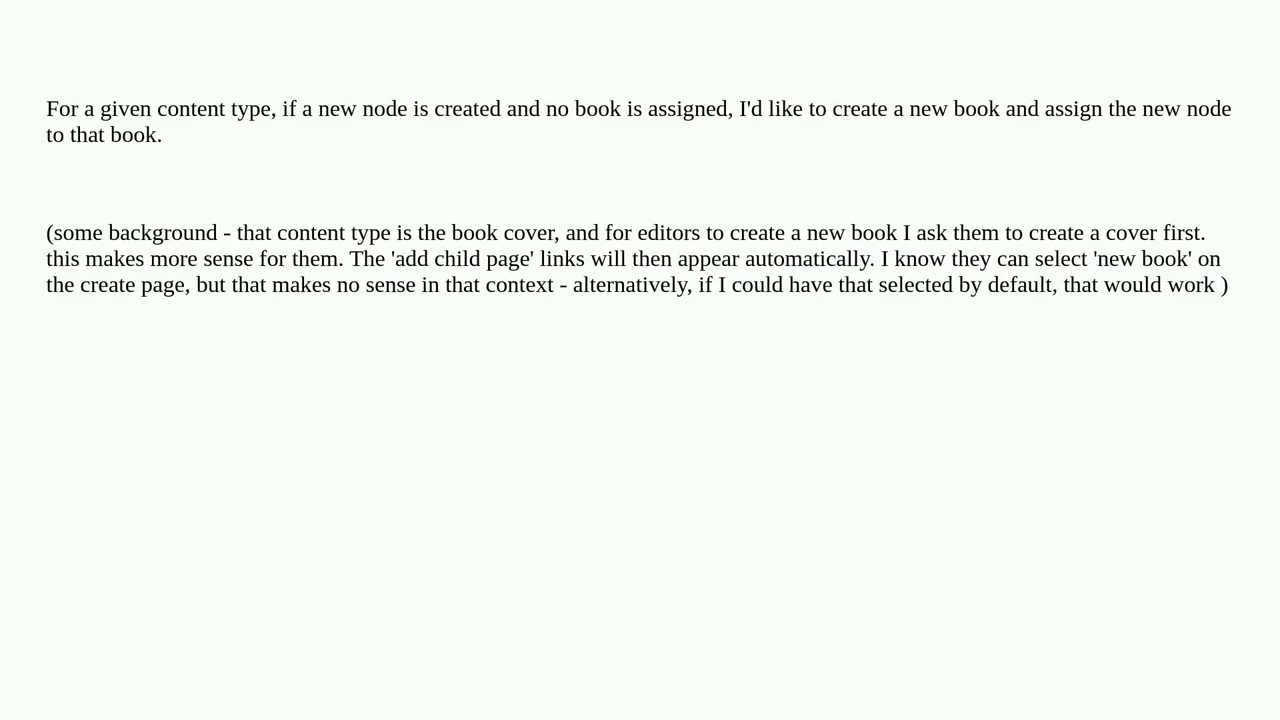 For a given content type, if a new node is created and no book is assigned, I'd like to create a new book and assign the new node
to that book.
(some background - that content type is the book cover, and for editors to create a new book I ask them to create a cover first.
this makes more sense for them. The 'add child page' links will then appear automatically. I know they can select 'new book' on
the create page, but that makes no sense in that context - alternatively, if I could have that selected by default, that would work )